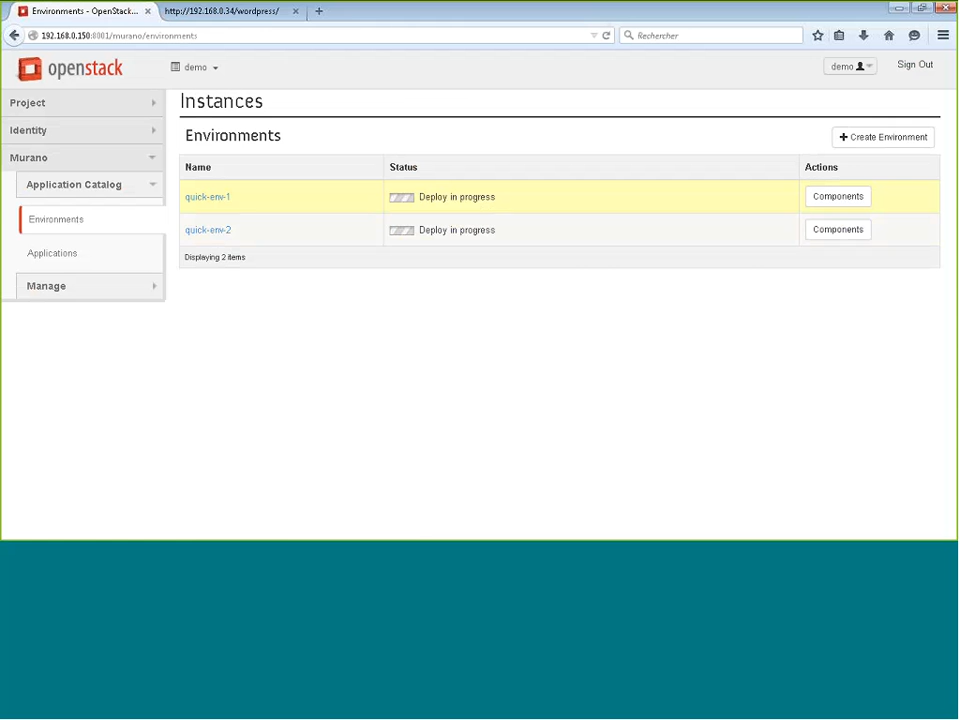 Environments - OpenStack...
http://192.168.0.34/wordpress/
192.168.0.150:8001/murano/environments
Rechercher
openstack
demo
demo
Sign Out
Project
Identity
Murano
Application Catalog
Environments
Applications
Manage
Instances
Environments
Create Environment
Name Status Actions
quick-env-1 Deploy in progress Components
quick-env-2 Deploy in progress Components
Displaying 2 items